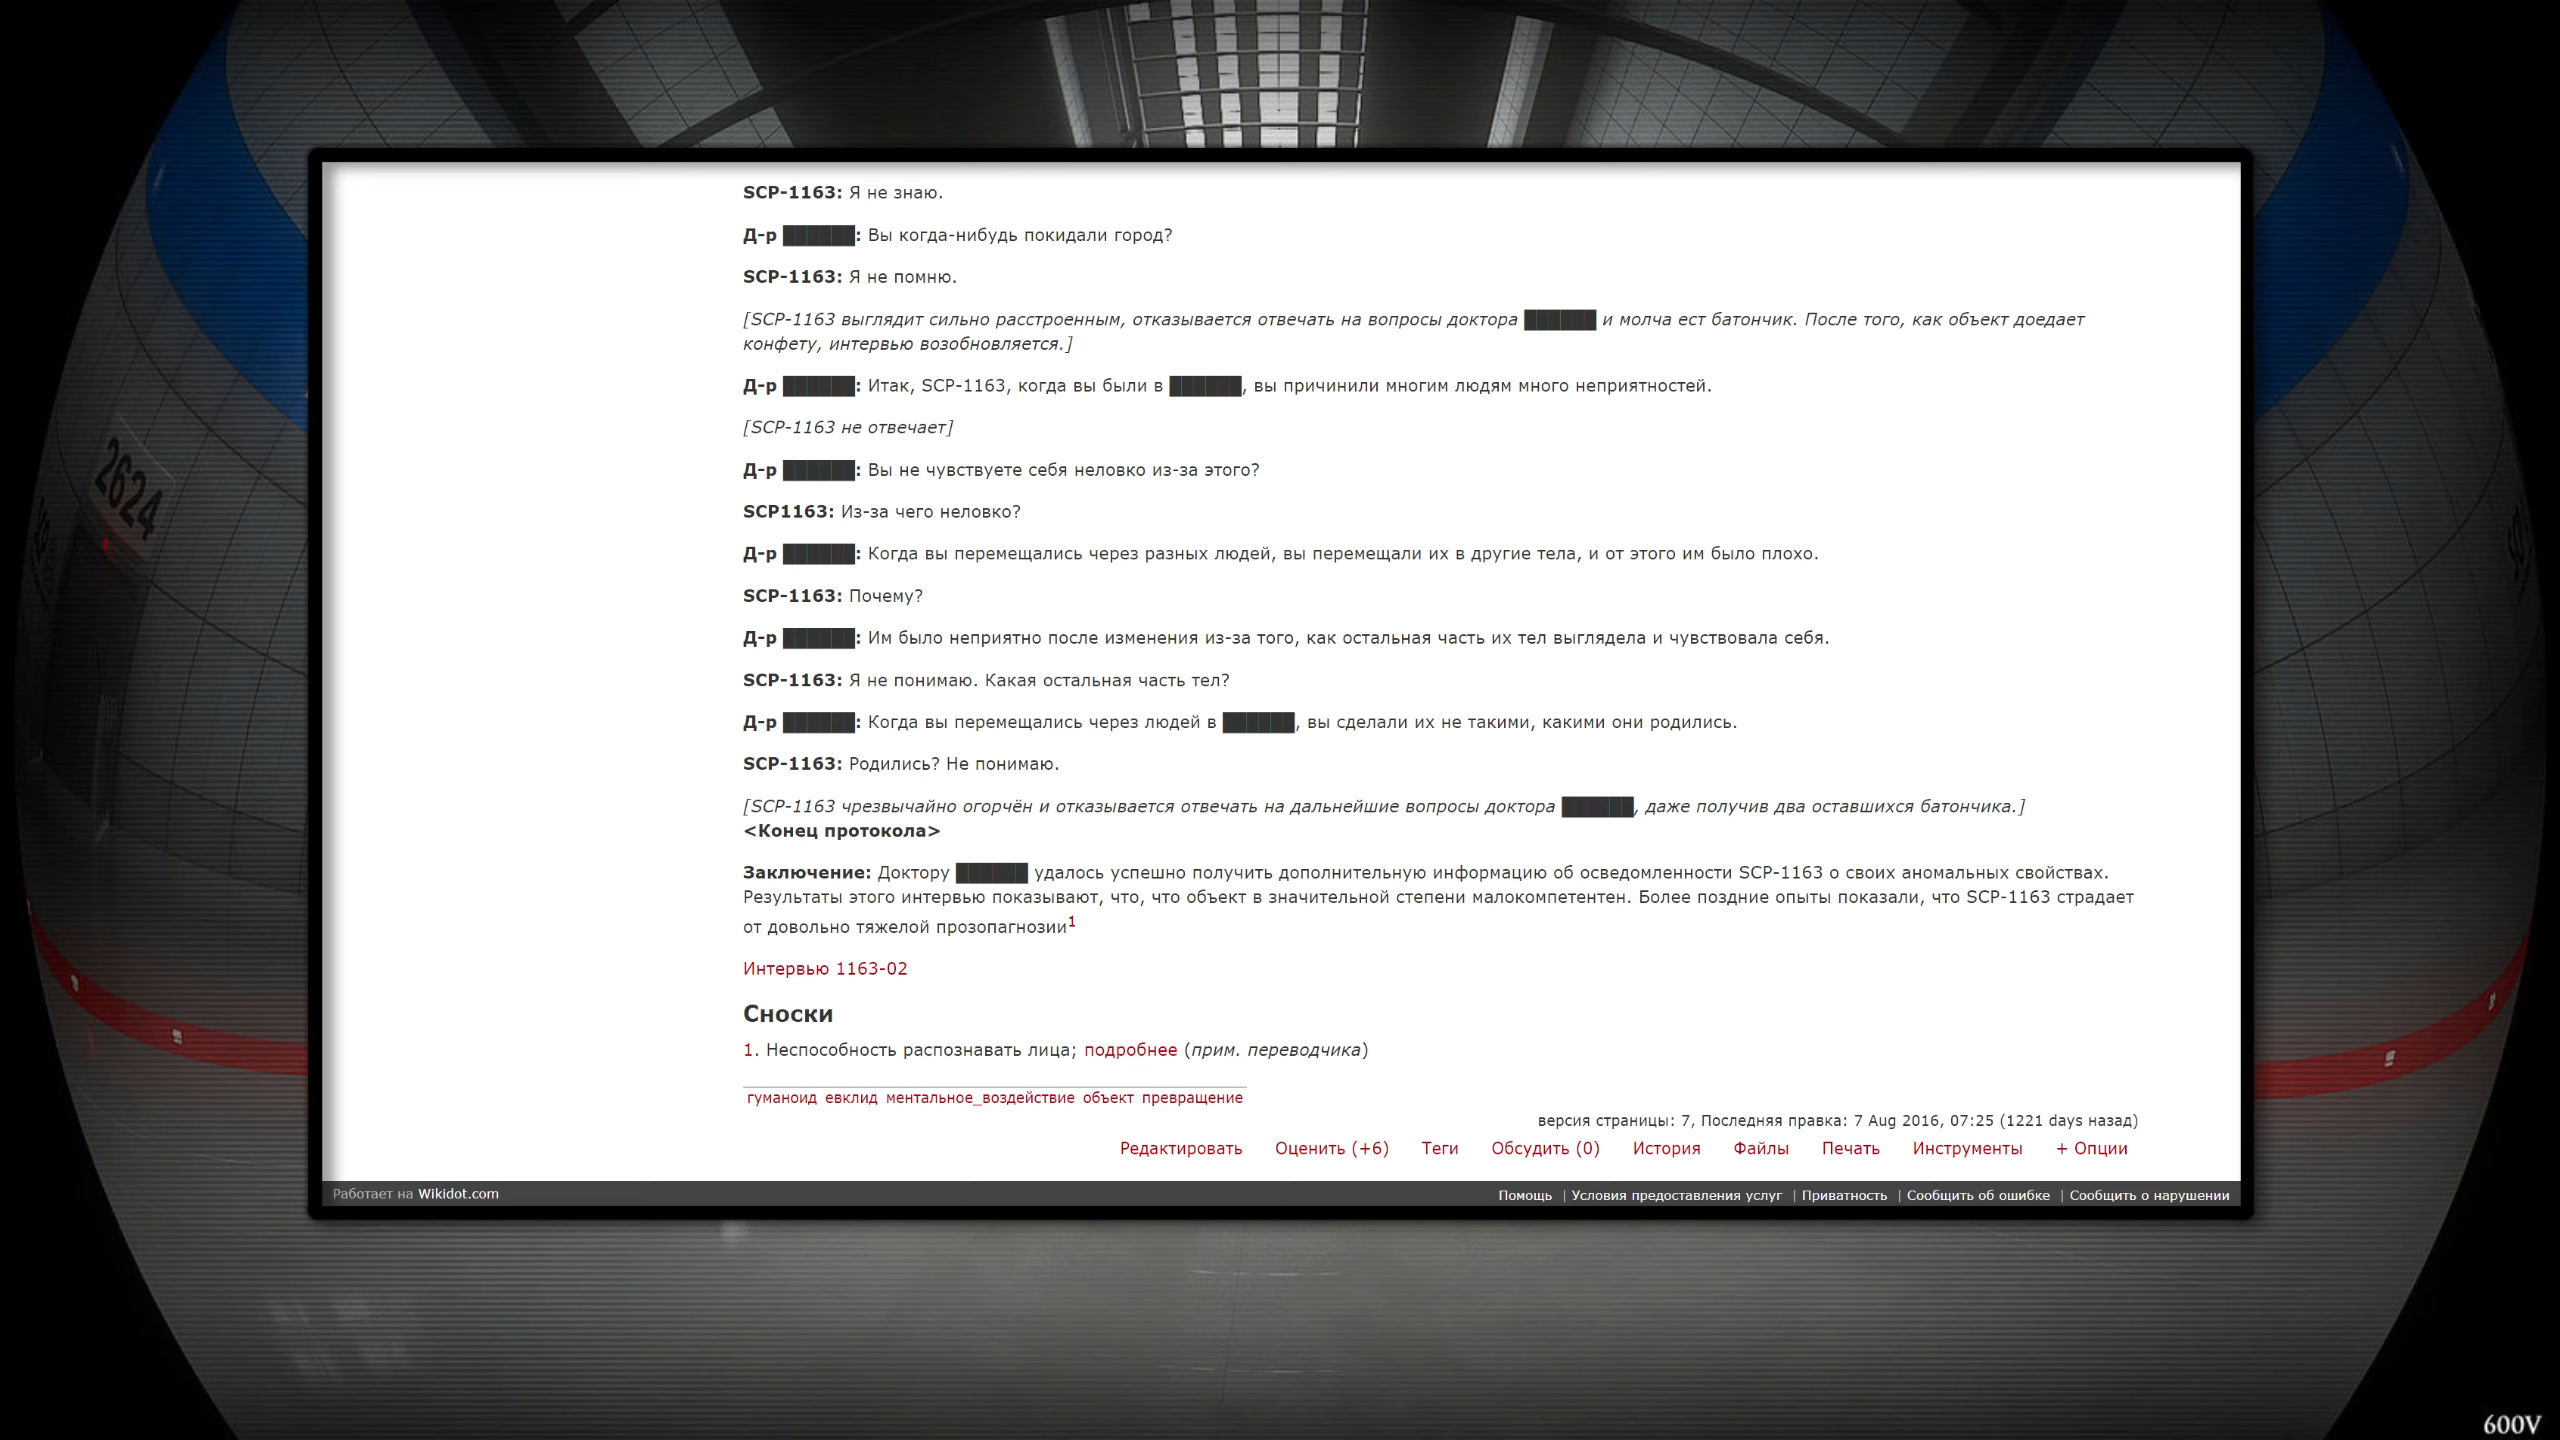 SCP-1163: Я не знаю.
Д-р ██████: Вы когда-нибудь покидали город?
SCP-1163: Я не помню.
[SCP-1163 выглядит сильно расстроенным, отказывается отвечать на вопросы доктора ██████ и молча ест батончик. После того, как объект доедает
конфету, интервью возобновляется.]
Д-р ██████: Итак, SCP-1163, когда вы были в ██████, вы причинили многим людям много неприятностей.
[SCP-1163 не отвечает]
Д-р ██████: Вы не чувствуете себя неловко из-за этого?
SCP1163: Из-за чего неловко?
Д-р ██████: Когда вы перемещались через разных людей, вы перемещали их в другие тела, и от этого им было плохо.
SCP-1163: Почему?
Д-р ██████: Им было неприятно после изменения из-за того, как остальная часть их тел выглядела и чувствовала себя.
SCP-1163: Я не понимаю. Какая остальная часть тел?
Д-р ██████: Когда вы перемещались через людей в ██████, вы сделали их не такими, какими они родились.
SCP-1163: Родились? Не понимаю.
[SCP-1163 чрезвычайно огорчён и отказывается отвечать на дальнейшие вопросы доктора ██████, даже получив два оставшихся батончика.]
<Конец протокола>
Заключение: Доктору ██████ удалось успешно получить дополнительную информацию об осведомленности SCP-1163 о своих аномальных свойствах.
Результаты этого интервью показывают, что, что объект в значительной степени малокомпетентен. Более поздние опыты показали, что SCP-1163 страдает
от довольно тяжелой прозопагнозии1
Интервью 1163-02
Сноски
1. Неспособность распознавать лица; подробнее (прим. переводчика)
гуманоид евклид ментальное_воздействие объект превращение
версия страницы: 7, Последняя правка: 7 Aug 2016, 07:25 (1221 days назад)
Редактировать Оценить (+6) Теги Обсудить (0) История Файлы Печать Инструменты + Опции
Работает на Wikidot.com
Помощь | Условия предоставления услуг | Приватность | Сообщить об ошибке | Сообщить о нарушении
2624
600V